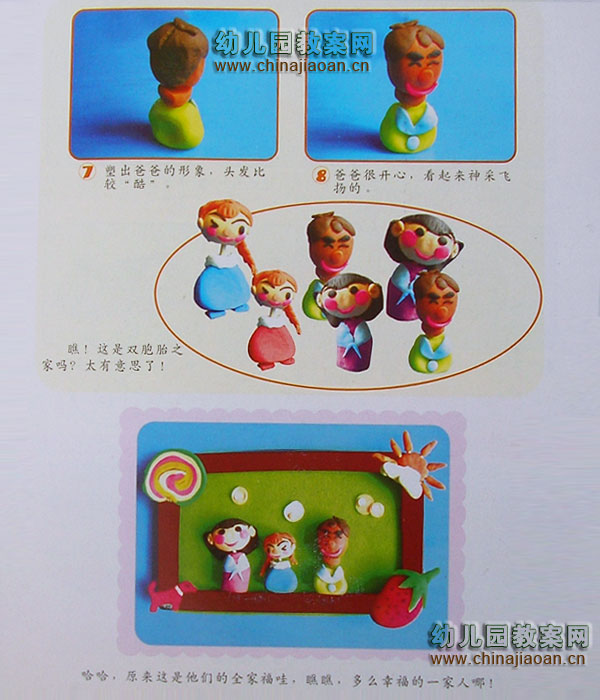 幼儿园教案网
www.chinajiaoan.cn
7 塑出爸爸的形象，头发比
较“酷”。
8 爸爸很开心，看起来神采飞
扬的。
瞧！这是双胞胎之
家吗？太有意思了！
幼儿园教案网
www.chinajiaoan.cn
哈哈，原来这是他们的全家福哇，瞧瞧，多么幸福的一家人哪！